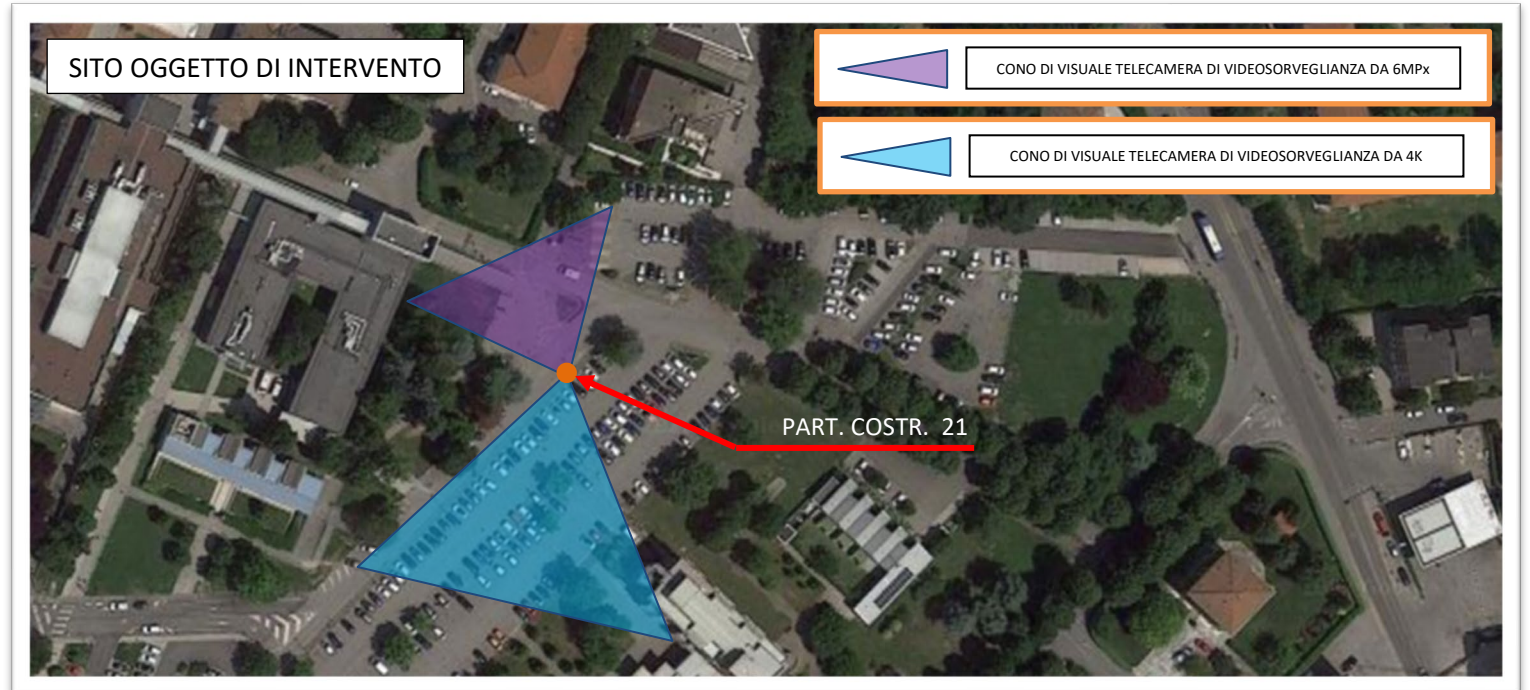 SITO OGGETTO DI INTERVENTO
CONO DI VISUALE TELECAMERA DI VIDEOSORVEGLIANZA DA 6MPx
CONO DI VISUALE TELECAMERA DI VIDEOSORVEGLIANZA DA 4K
PART. COSTR. 21